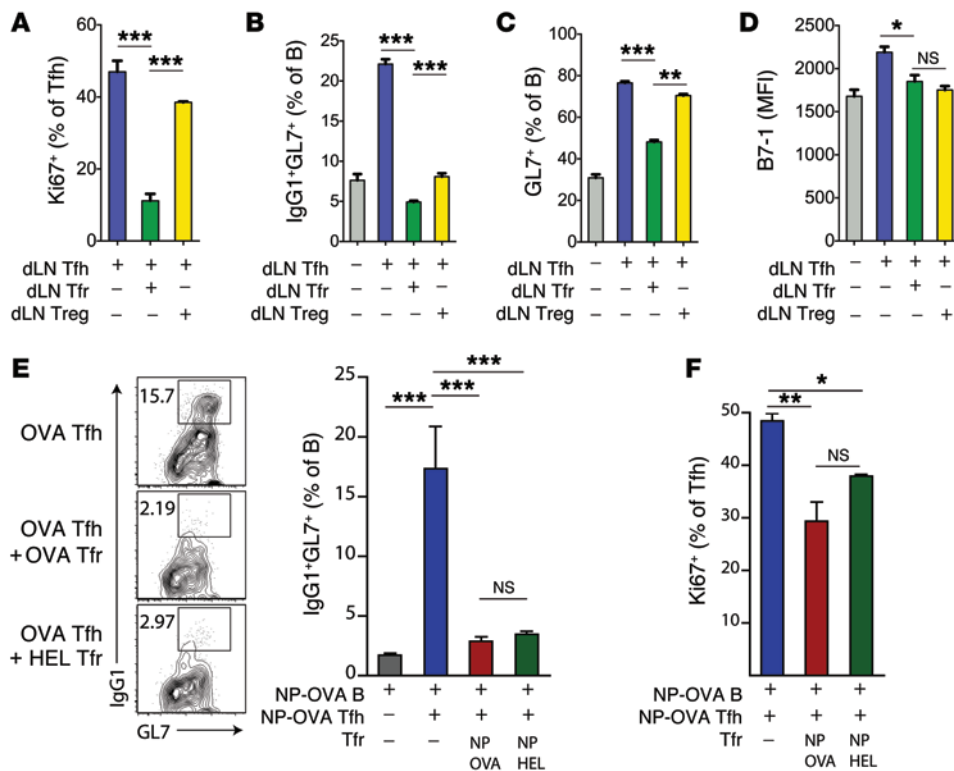 A
Ki67⁺ (% of Tfh)
60
40
20
0
***
***
dLN Tfh + + +
dLN Tfr – + –
dLN Treg – – +
B
IgG1⁺GL7⁺ (% of B)
25
20
15
10
5
0
***
***
dLN Tfh – + + +
dLN Tfr – – + –
dLN Treg – – – +
C
GL7⁺ (% of B)
100
80
60
40
20
0
***
**
dLN Tfh – + + +
dLN Tfr – – + –
dLN Treg – – – +
D
B7-1 (MFI)
2500
2000
1500
1000
500
0
*
NS
dLN Tfh – + + +
dLN Tfr – – + –
dLN Treg – – – +
E
OVA Tfh
15.7
OVA Tfh
+ OVA Tfr
2.19
OVA Tfh
+ HEL Tfr
2.97
IgG1
GL7
IgG1⁺GL7⁺ (% of B)
25
20
15
10
5
0
***
***
***
NS
NP-OVA B + + + +
NP-OVA Tfh – + + +
Tfr – NP NP
OVA HEL
F
Ki67⁺ (% of Tfh)
50
40
30
20
*
**
NS
NP-OVA B + + +
NP-OVA Tfh + + +
Tfr – NP NP
OVA HEL